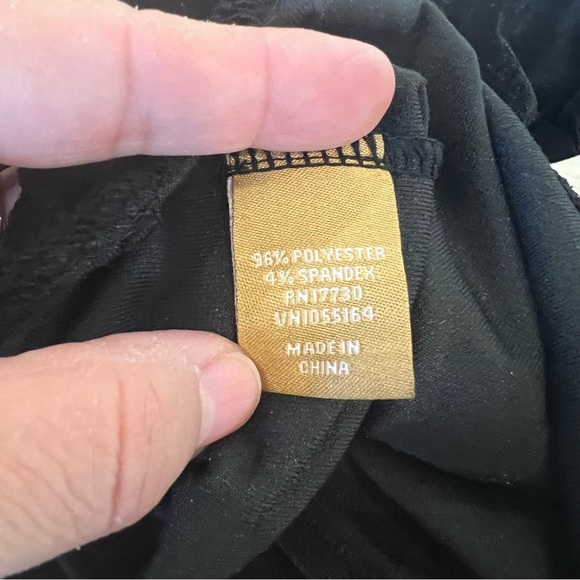 96% POLYESTER
4% SPANDEX
RN17730
VN1055164
MADE IN
CHINA